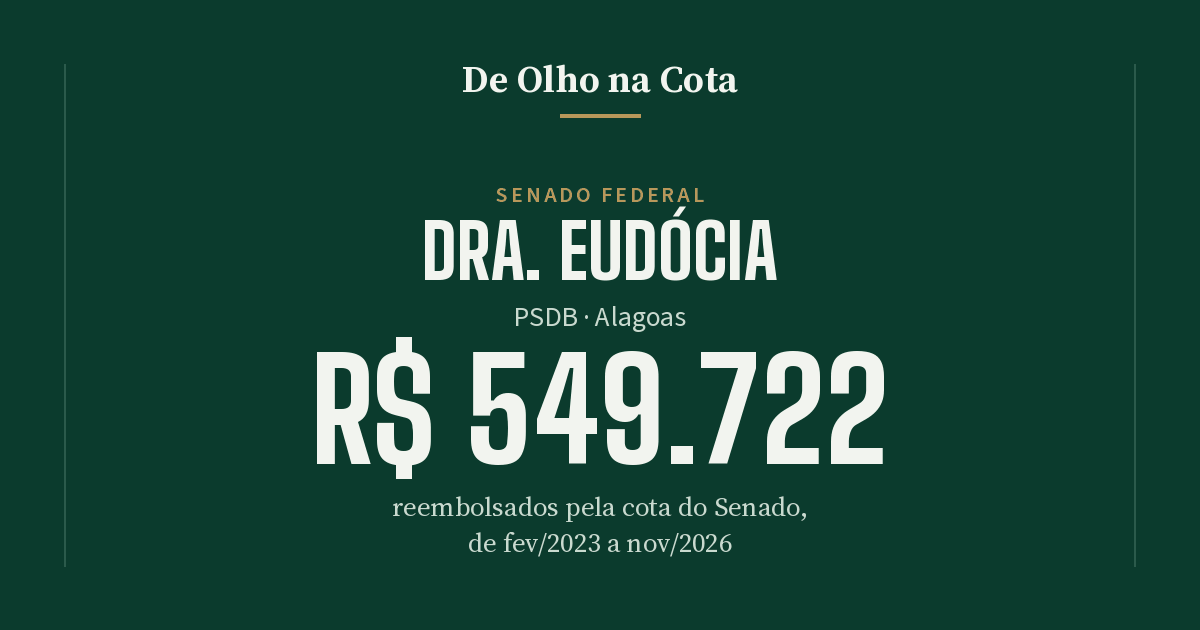 De Olho na Cota
SENADO FEDERAL
DRA. EUDÓCIA
PSDB · Alagoas
R$ 549.722
reembolsados pela cota do Senado,
de fev/2023 a nov/2026